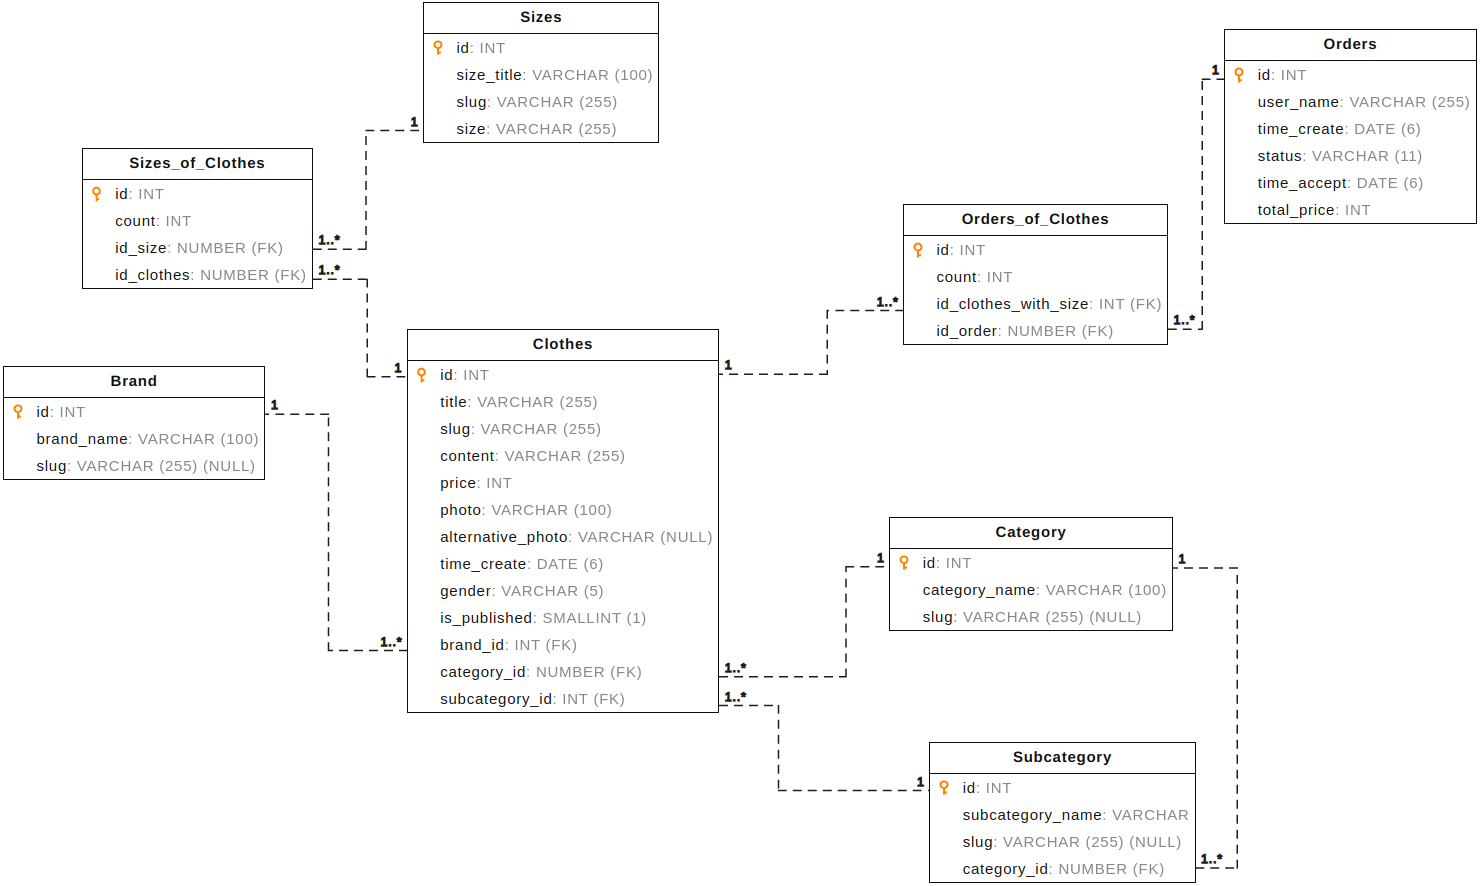 Sizes
id: INT
size_title: VARCHAR (100)
slug: VARCHAR (255)
size: VARCHAR (255)
1
Orders
id: INT
user_name: VARCHAR (255)
time_create: DATE (6)
status: VARCHAR (11)
time_accept: DATE (6)
total_price: INT
1
Sizes_of_Clothes
id: INT
count: INT
id_size: NUMBER (FK)
id_clothes: NUMBER (FK)
1..*
1..*
Orders_of_Clothes
id: INT
count: INT
id_clothes_with_size: INT (FK)
id_order: NUMBER (FK)
1..*
1..*
Clothes
id: INT
title: VARCHAR (255)
slug: VARCHAR (255)
content: VARCHAR (255)
price: INT
photo: VARCHAR (100)
alternative_photo: VARCHAR (NULL)
time_create: DATE (6)
gender: VARCHAR (5)
is_published: SMALLINT (1)
brand_id: INT (FK)
category_id: NUMBER (FK)
subcategory_id: INT (FK)
1
1
1..*
1..*
1..*
Brand
id: INT
brand_name: VARCHAR (100)
slug: VARCHAR (255) (NULL)
1
Category
id: INT
category_name: VARCHAR (100)
slug: VARCHAR (255) (NULL)
1
1
Subcategory
id: INT
subcategory_name: VARCHAR
slug: VARCHAR (255) (NULL)
category_id: NUMBER (FK)
1
1..*